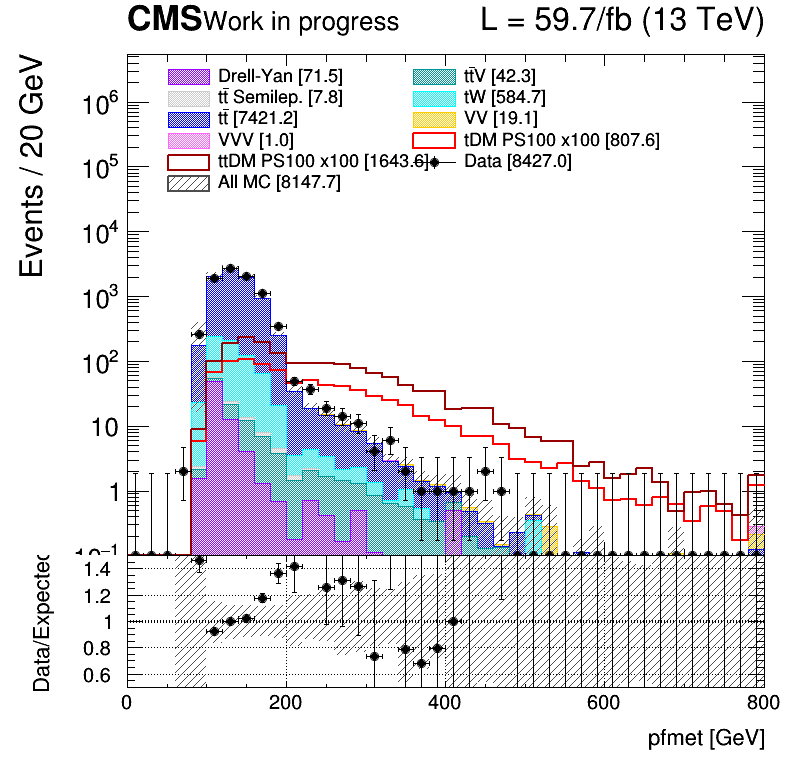 CMS Work in progress L = 59.7/fb (13 TeV)
Events / 20 GeV
Drell-Yan [71.5] tt̄V [42.3]
tt̄ Semilep. [7.8] tW [584.7]
tt̄ [7421.2] VV [19.1]
VVV [1.0] tDM PS100 x100 [807.6]
ttDM PS100 x100 [1643.6] Data [8427.0]
All MC [8147.7]
10⁶
10⁵
10⁴
10³
10²
10
1
10⁻¹
Data/Expected
1.4
1.2
1
0.8
0.6
0 200 400 600 800
pfmet [GeV]